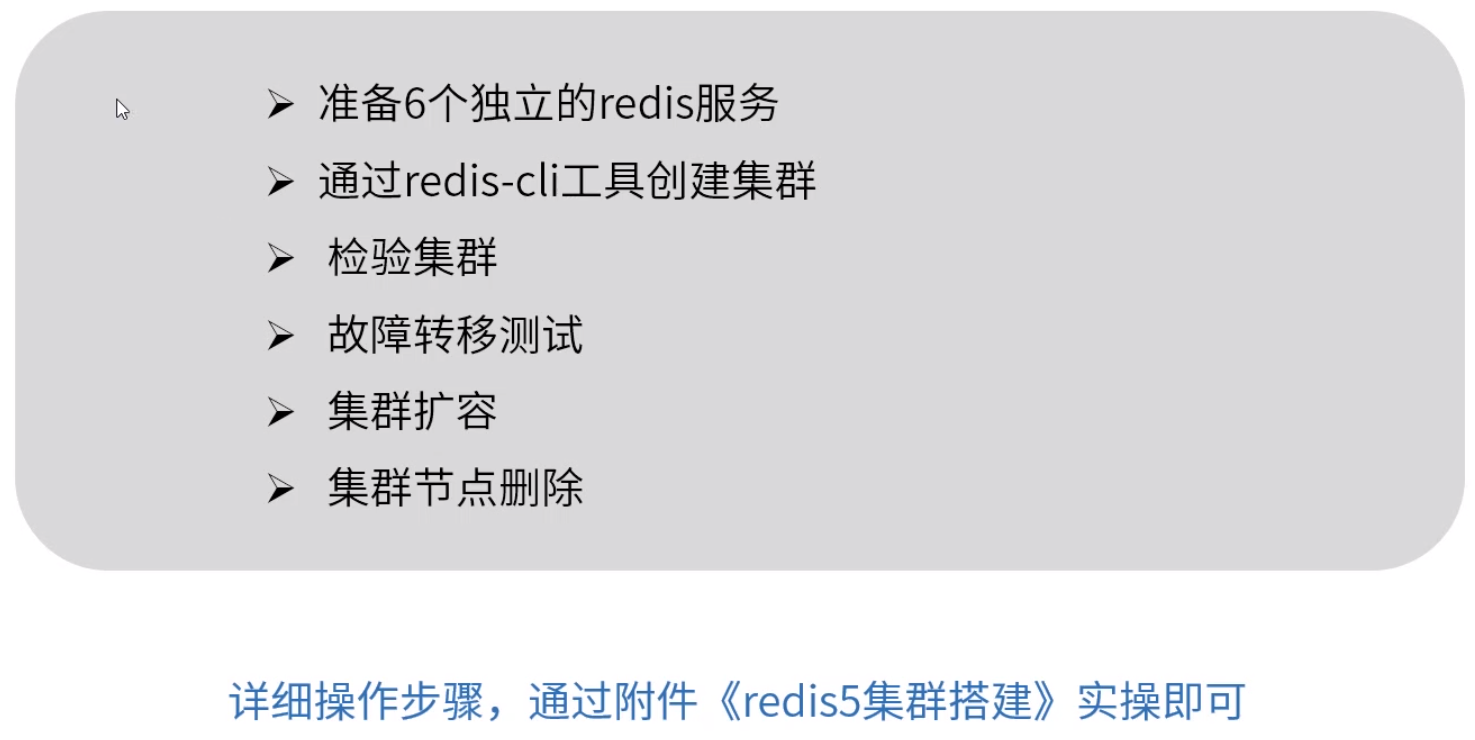 ➢ 准备6个独立的redis服务
➢ 通过redis-cli工具创建集群
➢ 检验集群
➢ 故障转移测试
➢ 集群扩容
➢ 集群节点删除
详细操作步骤，通过附件《redis5集群搭建》实操即可